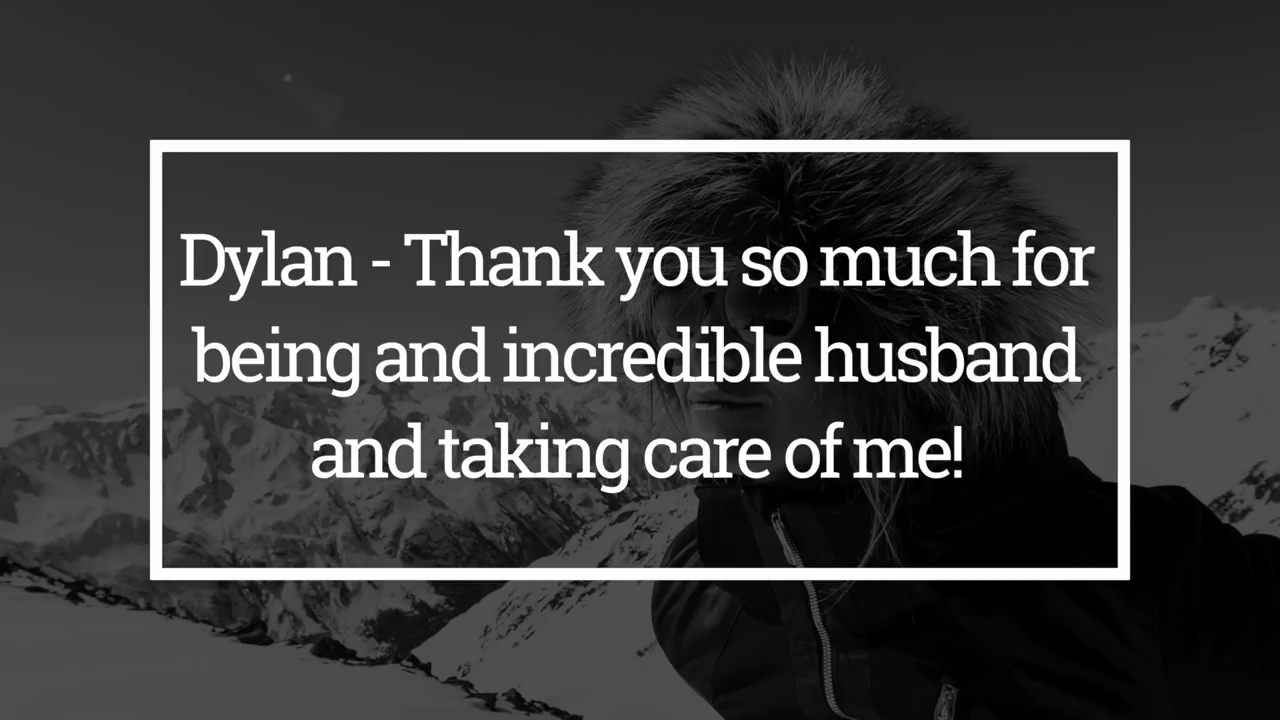 Dylan - Thank you so much for
being and incredible husband
and taking care of me!